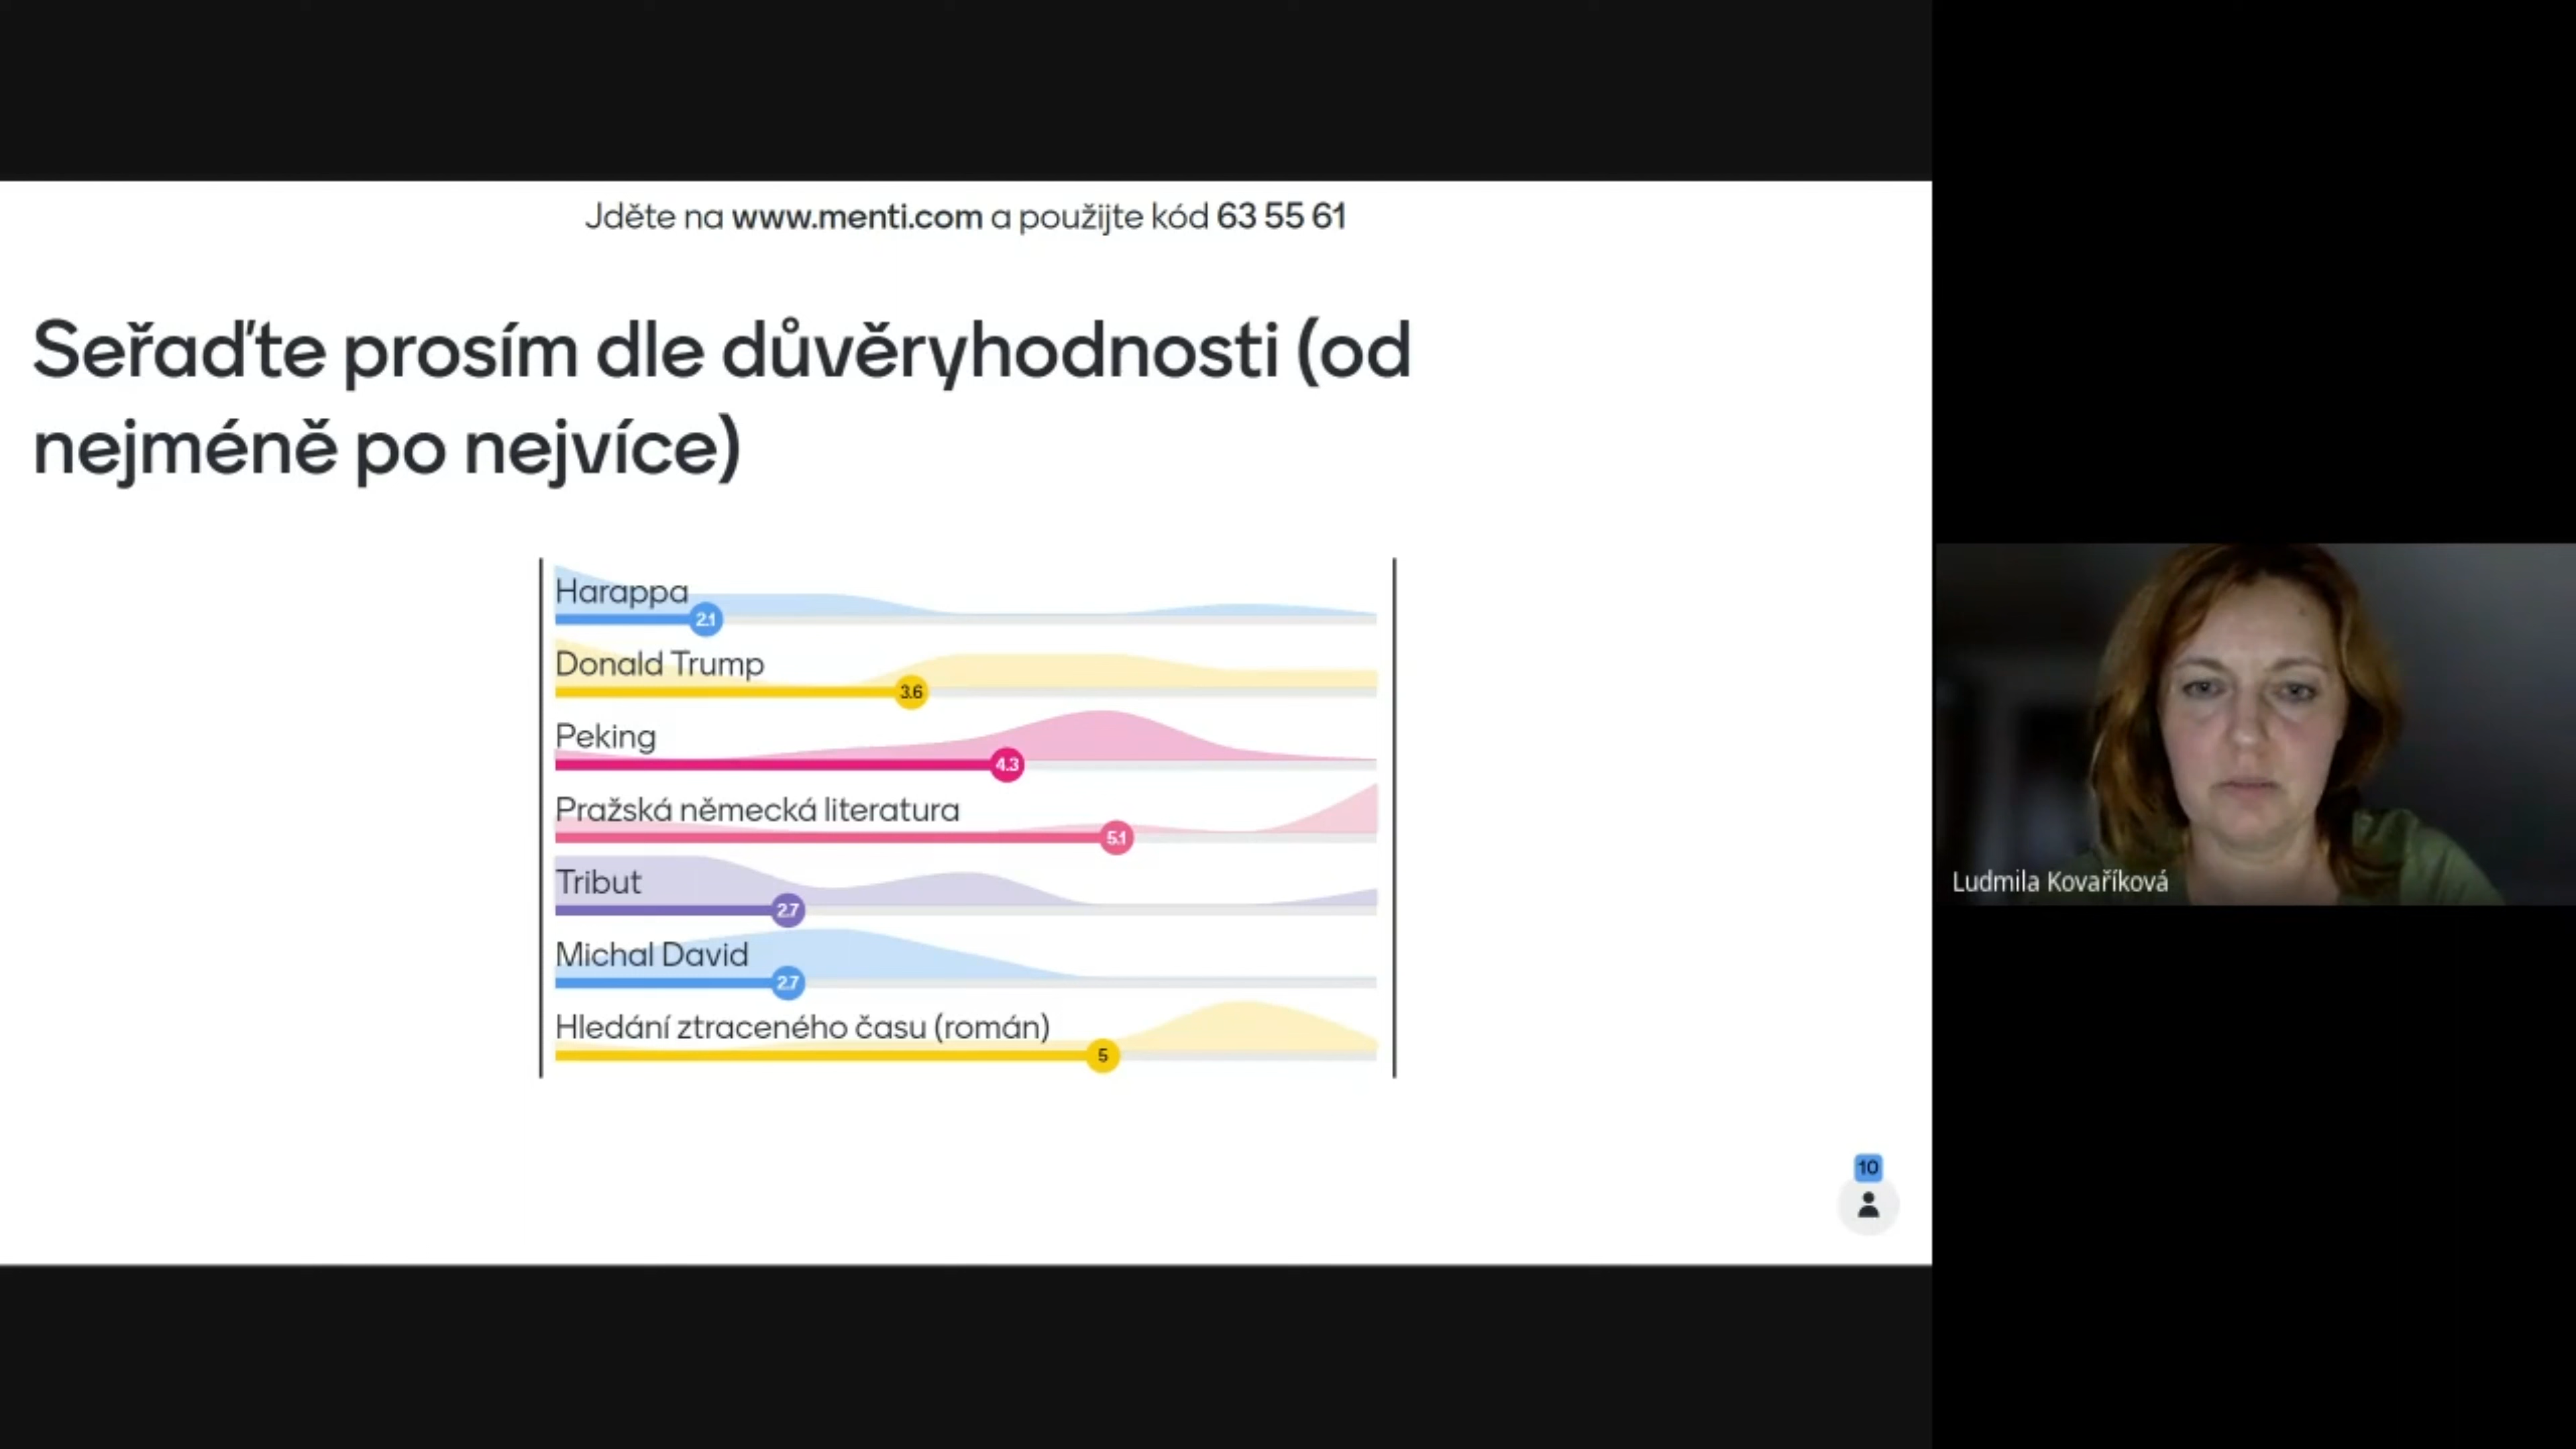 Jděte na www.menti.com a použijte kód 63 55 61
Seřaďte prosím dle důvěryhodnosti (od
nejméně po nejvíce)
Harappa
2.1
Donald Trump
3.6
Peking
4.3
Pražská německá literatura
5.1
Tribut
2.7
Michal David
2.7
Hledání ztraceného času (román)
5
10
Ludmila Kovaříková